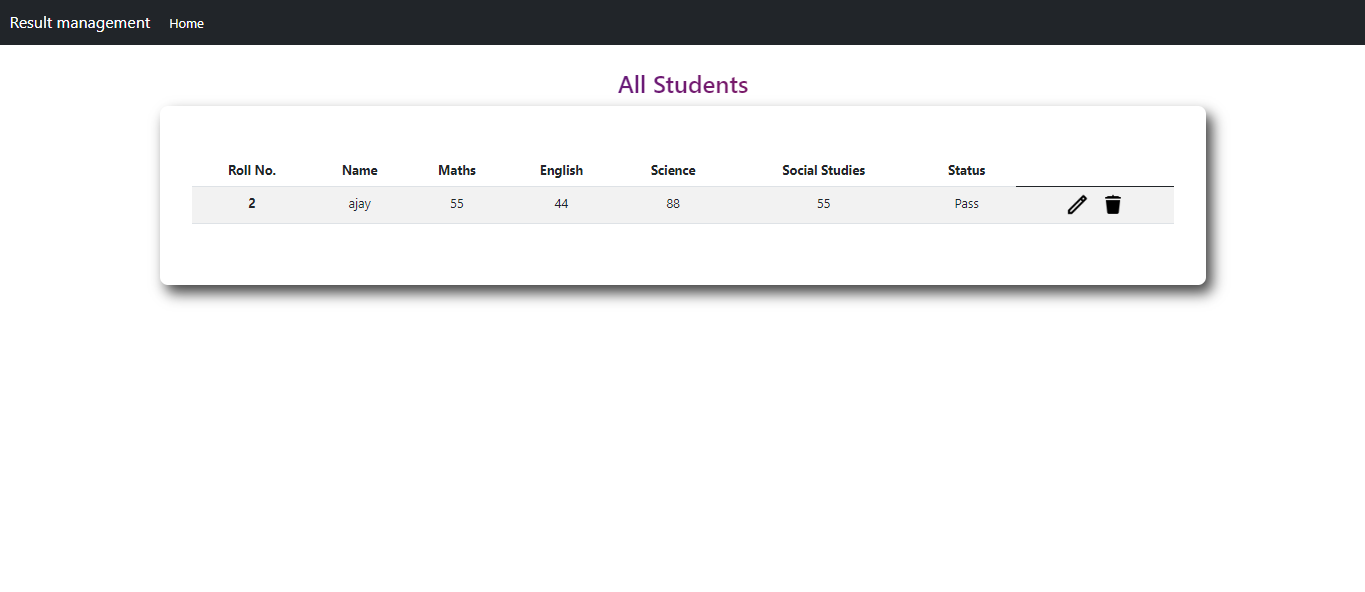 Result management Home
All Students
Roll No. Name Maths English Science Social Studies Status
2 ajay 55 44 88 55 Pass